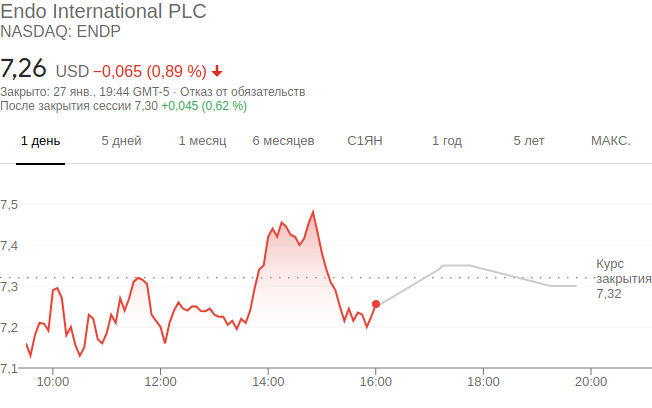 Endo International PLC
NASDAQ: ENDP
7,26 USD −0,065 (0,89 %)
Закрыто: 27 янв., 19:44 GMT-5 · Отказ от обязательств
После закрытия сессии 7,30 +0,045 (0,62 %)
1 день 5 дней 1 месяц 6 месяцев С1ЯН 1 год 5 лет МАКС.
7,5
7,4
7,3
7,2
7,1
Курс
закрытия
7,32
10:00 12:00 14:00 16:00 18:00 20:00